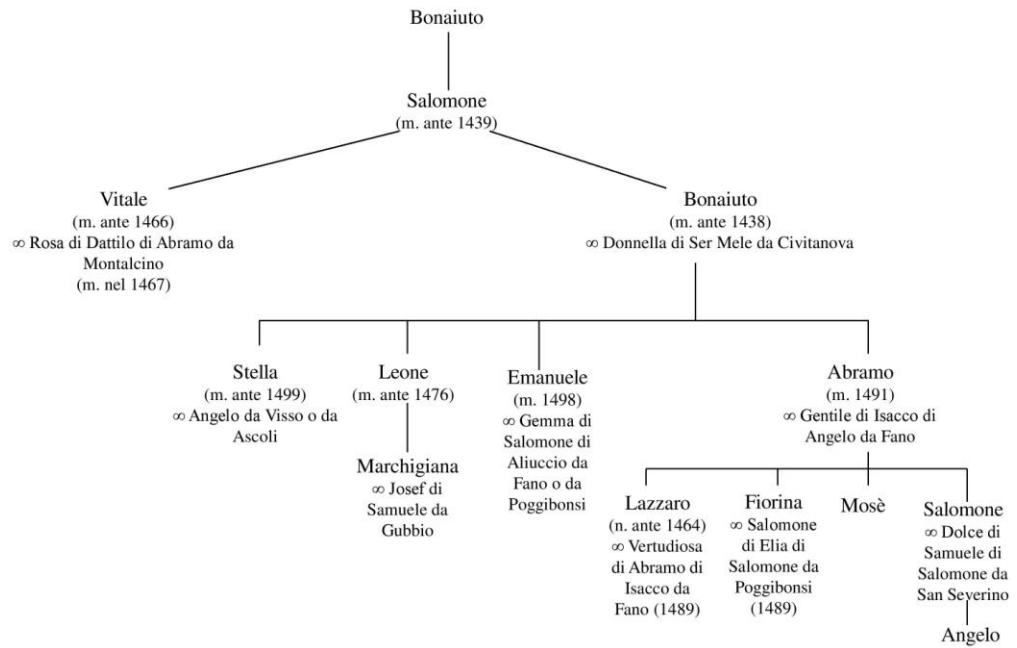 Bonaiuto
Salomone
(m. ante 1439)
Vitale
(m. ante 1466)
∞ Rosa di Dattilo di Abramo da
Montalcino
(m. nel 1467)
Bonaiuto
(m. ante 1438)
∞ Donnella di Ser Mele da Civitanova
Stella
(m. ante 1499)
∞ Angelo da Visso o da
Ascoli
Leone
(m. ante 1476)
Marchigiana
∞ Josef di
Samuele da
Gubbio
Emanuele
(m. 1498)
∞ Gemma di
Salomone di
Aliuccio da
Fano o da
Poggibonsi
Abramo
(m. 1491)
∞ Gentile di Isacco di
Angelo da Fano
Lazzaro
(n. ante 1464)
∞ Vertudiosa
di Abramo di
Isacco da
Fano (1489)
Fiorina
∞ Salomone
di Elia di
Salomone da
Poggibonsi
(1489)
Mosè
Salomone
∞ Dolce di
Samuele di
Salomone da
San Severino
Angelo